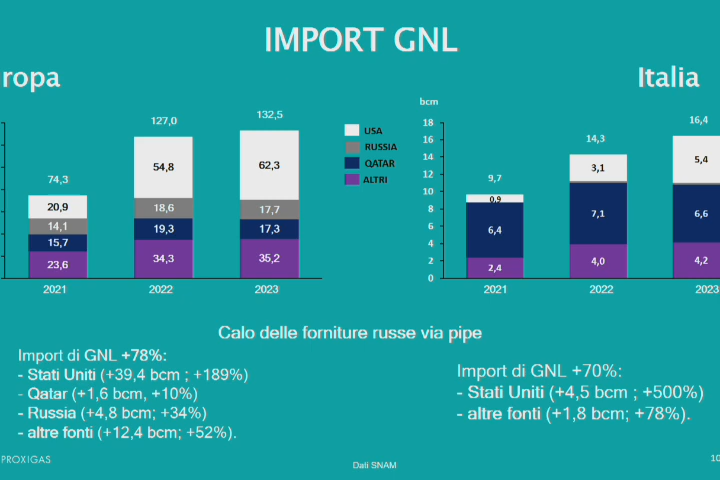 IMPORT GNL
ropa
Italia
bcm
127,0
132,5
74,3
54,8
62,3
20,9
14,1
18,6
17,7
15,7
19,3
17,3
23,6
34,3
35,2
2021
2022
2023
USA
RUSSIA
QATAR
ALTRI
18
16
14
12
10
8
6
4
2
0
9,7
14,3
16,4
0,9
3,1
5,4
6,4
7,1
6,6
2,4
4,0
4,2
2021
2022
2023
Calo delle forniture russe via pipe
Import di GNL +78%:
- Stati Uniti (+39,4 bcm ; +189%)
- Qatar (+1,6 bcm, +10%)
- Russia (+4,8 bcm; +34%)
- altre fonti (+12,4 bcm; +52%).
Import di GNL +70%:
- Stati Uniti (+4,5 bcm ; +500%)
- altre fonti (+1,8 bcm; +78%).
PROXIGAS
Dati SNAM
10